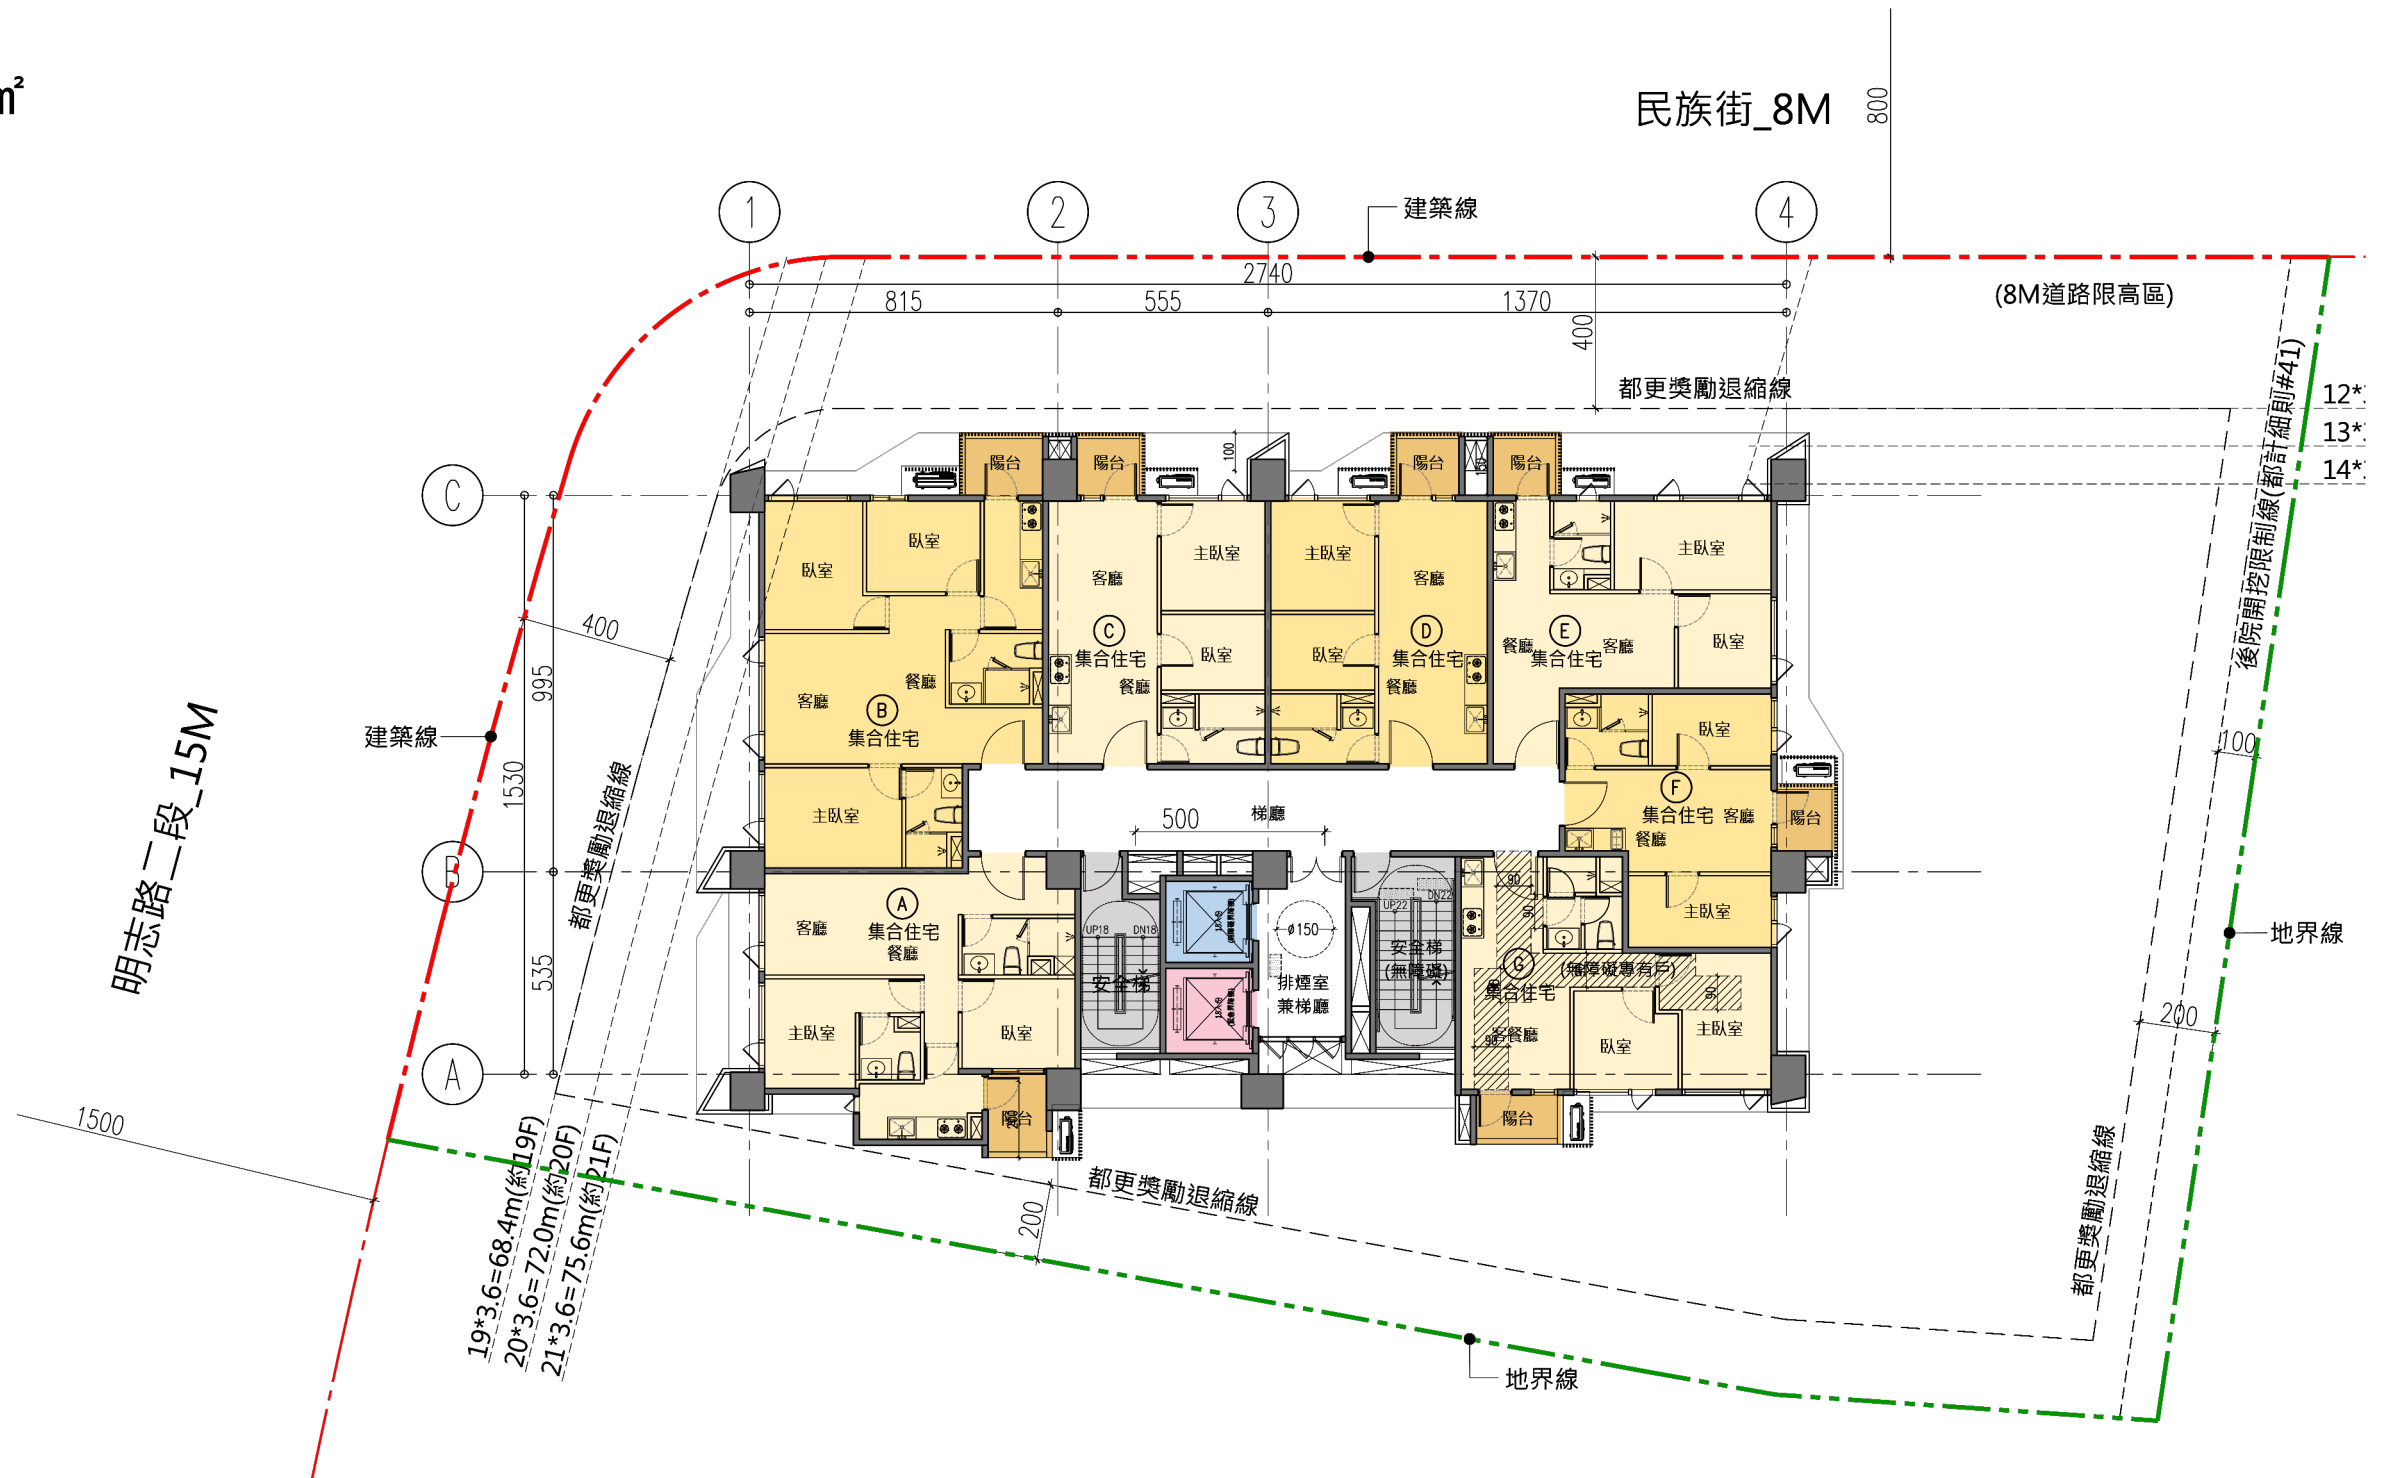 ㎡
民族街_8M
800
1
2
3
4
建築線
2740
815
555
1370
400
(8M道路限高區)
都更獎勵退縮線
後院開挖限制線(都計細則#41)
12*
13*
14*
C
B
A
995
1530
535
400
建築線
明志路二段_15M
都更獎勵退縮線
1500
19*3.6=68.4m(約19F)
20*3.6=72.0m(約20F)
21*3.6=75.6m(約21F)
陽台
陽台
陽台
陽台
100
150
臥室
臥室
客廳
餐廳
B
集合住宅
主臥室
客廳
主臥室
C
集合住宅
臥室
餐廳
主臥室
客廳
D
集合住宅
臥室
餐廳
主臥室
E
餐廳
集合住宅
客廳
臥室
臥室
F
集合住宅
客廳
餐廳
陽台
主臥室
梯廳
500
A
客廳
集合住宅
餐廳
主臥室
臥室
陽台
UP18
DN18
安全梯
ø150
排煙室
兼梯廳
UP22
DN22
安全梯
(無障礙)
90
90
G
(無障礙專有戶)
集合住宅
客餐廳
90
90
臥室
主臥室
陽台
100
地界線
200
都更獎勵退縮線
都更獎勵退縮線
200
地界線